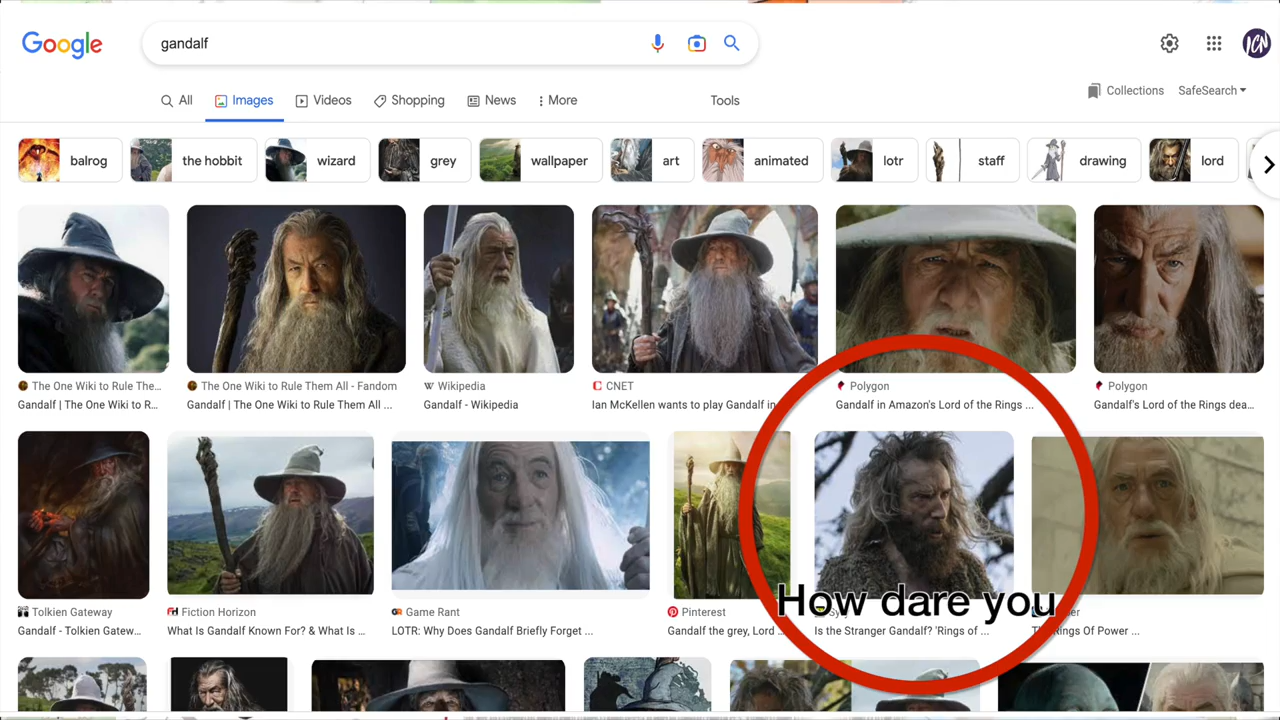 Google
gandalf
All
Images
Videos
Shopping
News
More
Tools
Collections
SafeSearch
balrog
the hobbit
wizard
grey
wallpaper
art
animated
lotr
staff
drawing
lord
The One Wiki to Rule The...
Gandalf | The One Wiki to R...
The One Wiki to Rule Them All - Fandom
Gandalf | The One Wiki to Rule Them All ...
Wikipedia
Gandalf - Wikipedia
CNET
Ian McKellen wants to play Gandalf in
Polygon
Gandalf in Amazon's Lord of the Rings ...
Polygon
Gandalf's Lord of the Rings dea...
Tolkien Gateway
Gandalf - Tolkien Gatew...
Fiction Horizon
What Is Gandalf Known For? & What Is ...
Game Rant
LOTR: Why Does Gandalf Briefly Forget ...
Pinterest
Gandalf the grey, Lord
How dare you
Is the Stranger Gandalf? 'Rings of ...
Rings Of Power ...